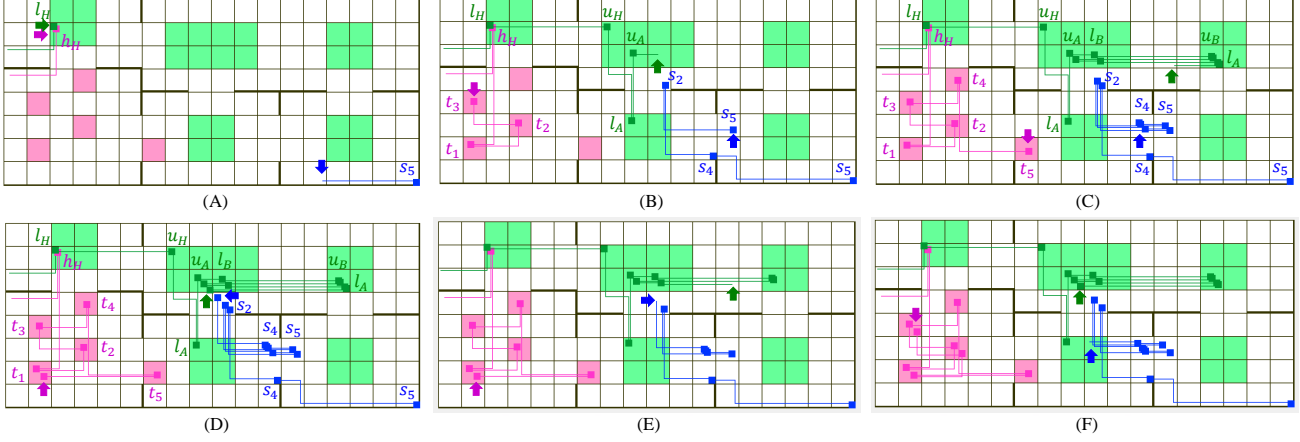 l_H
h_H
s_5
(A)
l_H u_H
h_H u_A
s_2
t_3 s_5
t_2 l_A
t_1 s_4 s_5
(B)
l_H u_H
h_H u_A l_B u_B
l_A
t_4 s_2
t_3 s_4 s_5
t_2 l_A
t_1 t_5 s_4 s_5
(C)
l_H u_H
h_H u_A l_B u_B
l_A
t_4 s_2
t_3 s_4 s_5
t_2 l_A
t_1 t_5 s_4 s_5
(D)
(E)
(F)